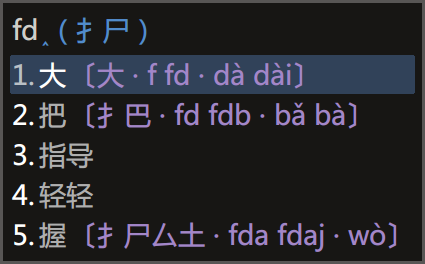 fd‸ ( 扌尸 )
1. 大 〔大 · f fd · dà dài〕
2. 把 〔扌巴 · fd fdb · bǎ bà〕
3. 指导
4. 轻轻
5. 握 〔扌尸厶土 · fda fdaj · wò〕